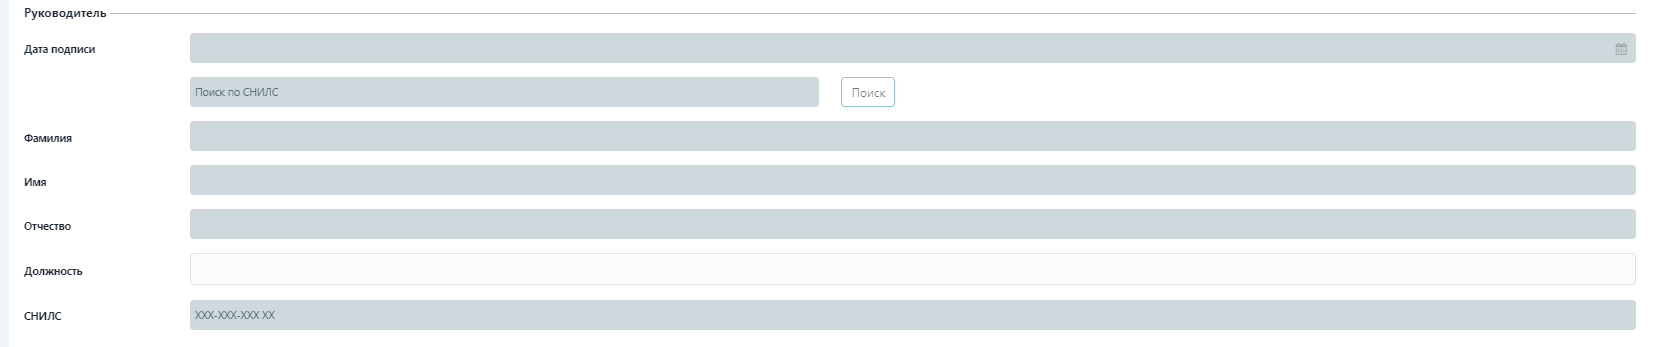 Руководитель
Дата подписи
Поиск по СНИЛС Поиск
Фамилия
Имя
Отчество
Должность
СНИЛС XXX-XXX-XXX XX